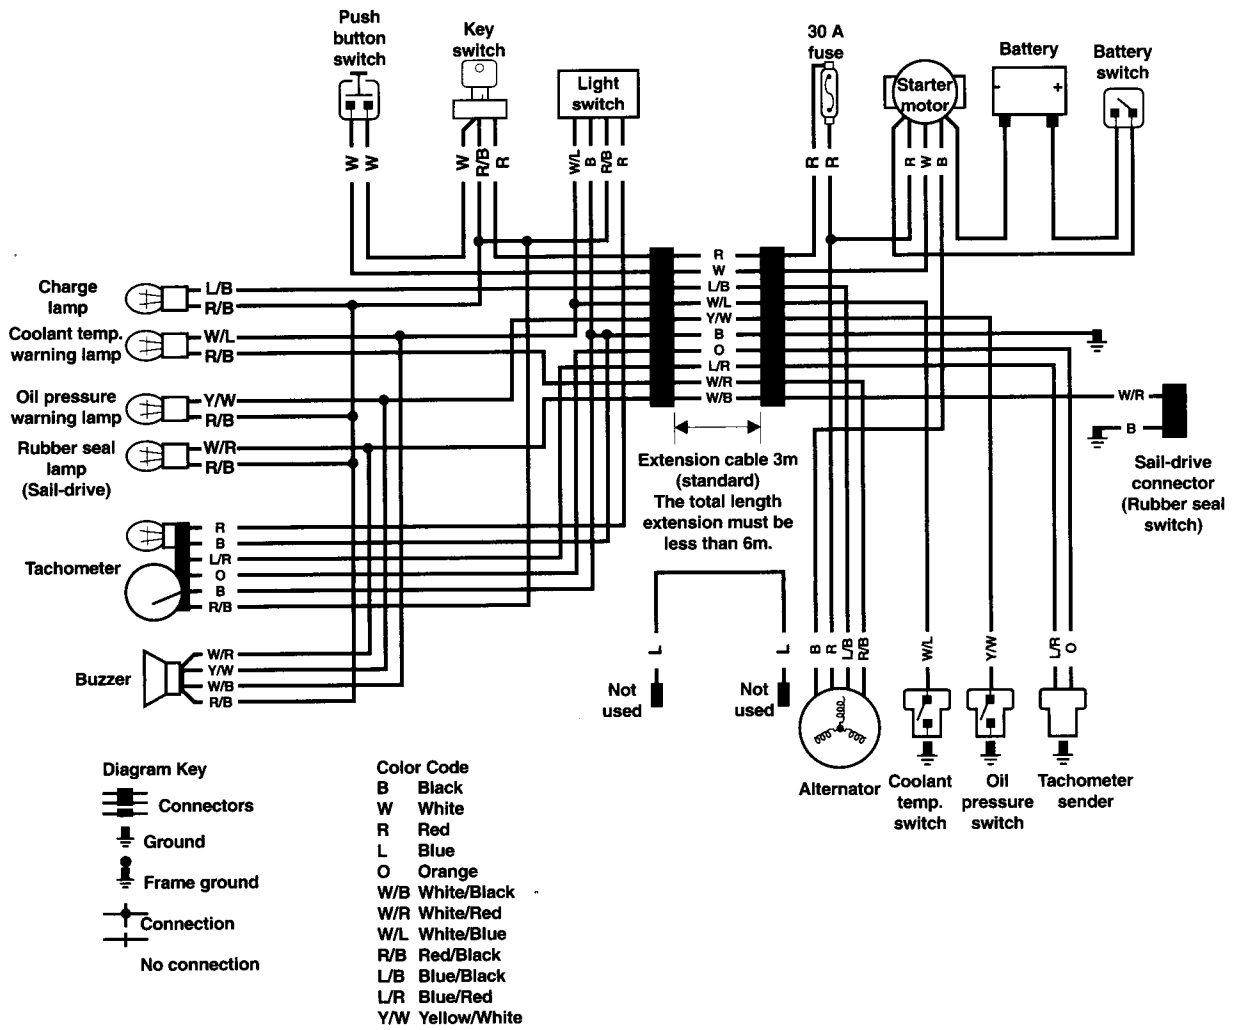 Push
button
switch
Key
switch
Light
switch
30 A
fuse
Starter
motor
Battery
- +
Battery
switch
W W
W R/B R
W/L B R/B R
R R
R W B
Charge
lamp
L/B
R/B
Coolant temp.
warning lamp
W/L
R/B
Oil pressure
warning lamp
Y/W
R/B
Rubber seal
lamp
(Sail-drive)
W/R
R/B
Tachometer
R
B
L/R
O
B
R/B
Buzzer
W/R
Y/W
W/B
R/B
R
W
L/B
W/L
Y/W
B
O
L/R
W/R
W/B
Extension cable 3m
(standard)
The total length
extension must be
less than 6m.
W/R
B
Sail-drive
connector
(Rubber seal
switch)
L
Not
used
L
Not
used
B R L/B R/B
Alternator
W/L
Coolant
temp.
switch
Y/W
Oil
pressure
switch
L/R O
Tachometer
sender
Diagram Key
Connectors
Ground
Frame ground
Connection
No connection
Color Code
B Black
W White
R Red
L Blue
O Orange
W/B White/Black
W/R White/Red
W/L White/Blue
R/B Red/Black
L/B Blue/Black
L/R Blue/Red
Y/W Yellow/White